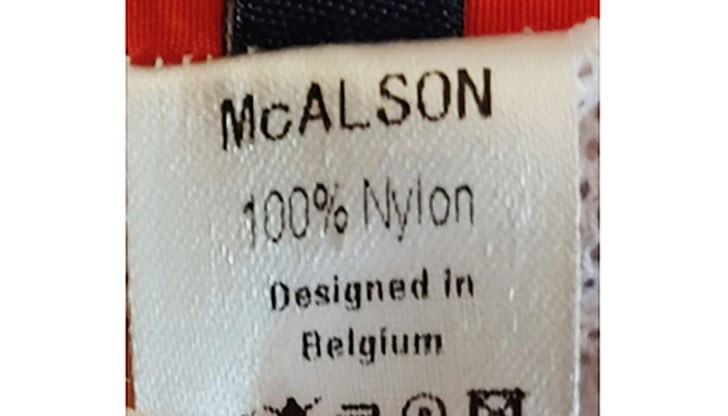 McALSON
100% Nylon
Designed in
Belgium